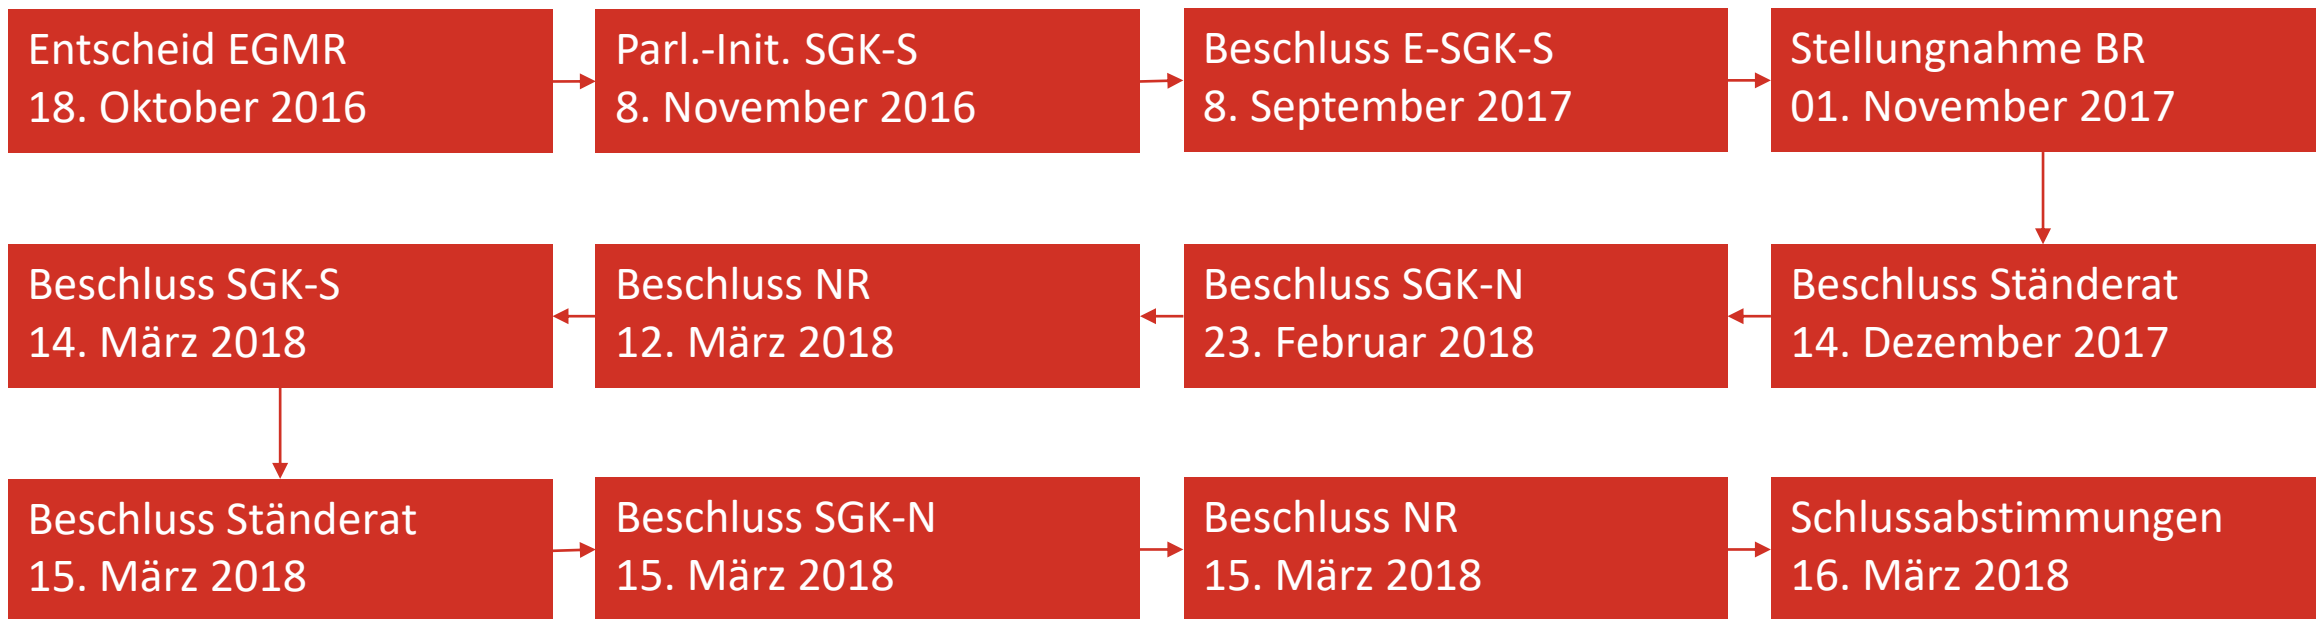 Entscheid EGMR
18. Oktober 2016
Parl.-Init. SGK-S
8. November 2016
Beschluss E-SGK-S
8. September 2017
Stellungnahme BR
01. November 2017
Beschluss Ständerat
14. Dezember 2017
Beschluss SGK-N
23. Februar 2018
Beschluss NR
12. März 2018
Beschluss SGK-S
14. März 2018
Beschluss Ständerat
15. März 2018
Beschluss SGK-N
15. März 2018
Beschluss NR
15. März 2018
Schlussabstimmungen
16. März 2018